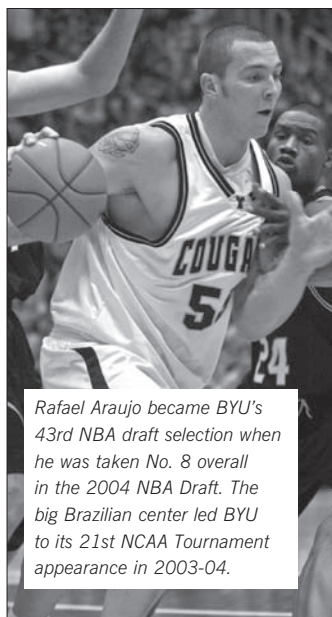 COUGA
5
24
Rafael Araujo became BYU's
43rd NBA draft selection when
he was taken No. 8 overall
in the 2004 NBA Draft. The
big Brazilian center led BYU
to its 21st NCAA Tournament
appearance in 2003-04.